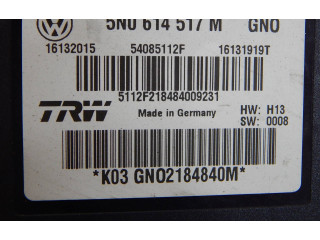 5N0 614 517 M GNO
16132015 54085112F 16131919T
5112F218484009231
TRW Made in Germany HW: H13
SW: 0008
*K03 GNO2184840M*